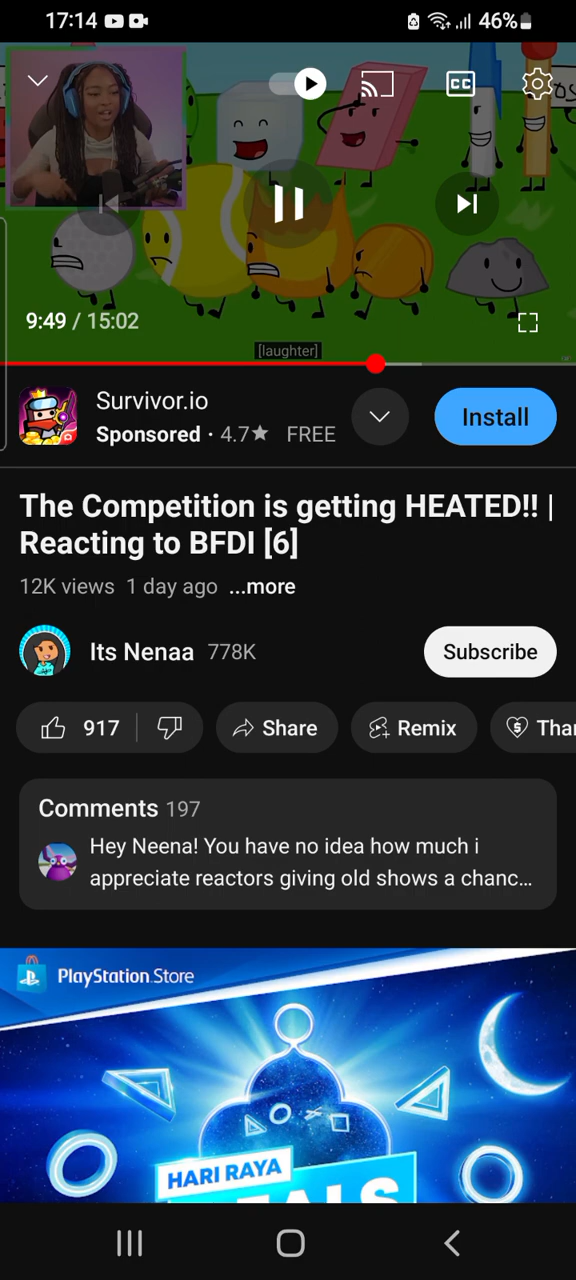 17:14
46%
CC
9:49 / 15:02
[laughter]
Survivor.io
Sponsored · 4.7★ FREE
Install
The Competition is getting HEATED!! |
Reacting to BFDI [6]
12K views 1 day ago ...more
Its Nenaa 778K
Subscribe
917
Share
Remix
Than
Comments 197
Hey Neena! You have no idea how much i
appreciate reactors giving old shows a chanc...
PlayStation Store
HARI RAYA